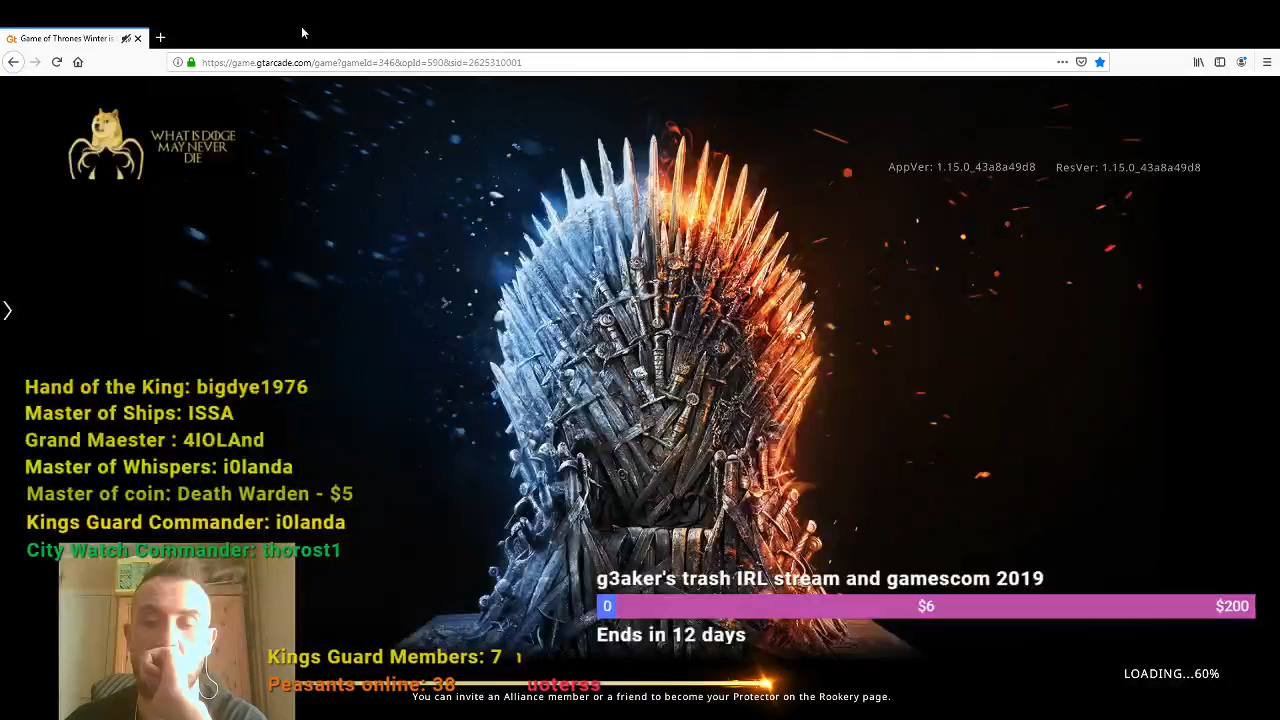 Game of Thrones Winter is
https://game.gtarcade.com/game?gameId=346&opId=590&sid=2625310001
WHAT IS DOGE
MAY NEVER
DIE
AppVer: 1.15.0_43a8a49d8 ResVer: 1.15.0_43a8a49d8
Hand of the King: bigdye1976
Master of Ships: ISSA
Grand Maester : 4IOLAnd
Master of Whispers: i0landa
Master of coin: Death Warden - $5
Kings Guard Commander: i0landa
City Watch Commander: thorost1
g3aker's trash IRL stream and gamescom 2019
0 $6 $200
Ends in 12 days
Kings Guard Members: 7
Peasants online: 38
LOADING...60%
You can invite an Alliance member or a friend to become your Protector on the Rookery page.